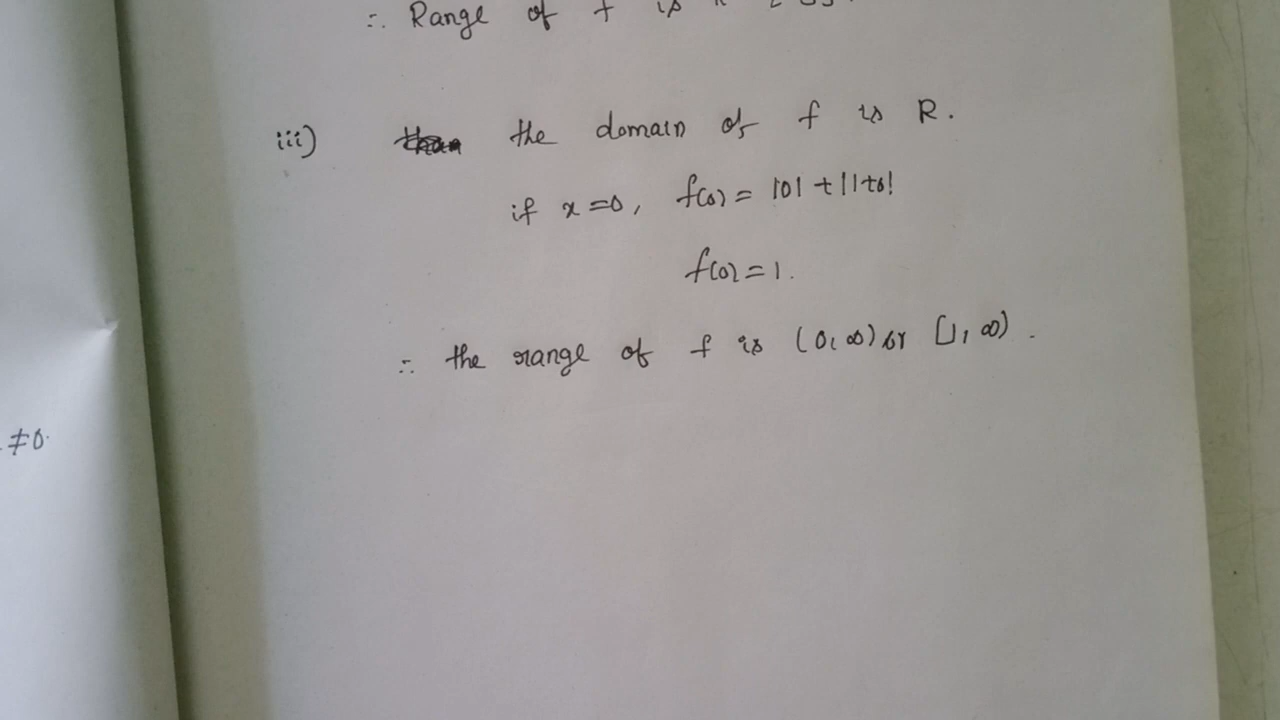 ∴ Range of f is R
iii) the domain of f is R.
if x=0, f(0) = |0| + |1+0|
f(0) = 1.
≠0.
∴ the range of f is (0, ∞) or [1, ∞).